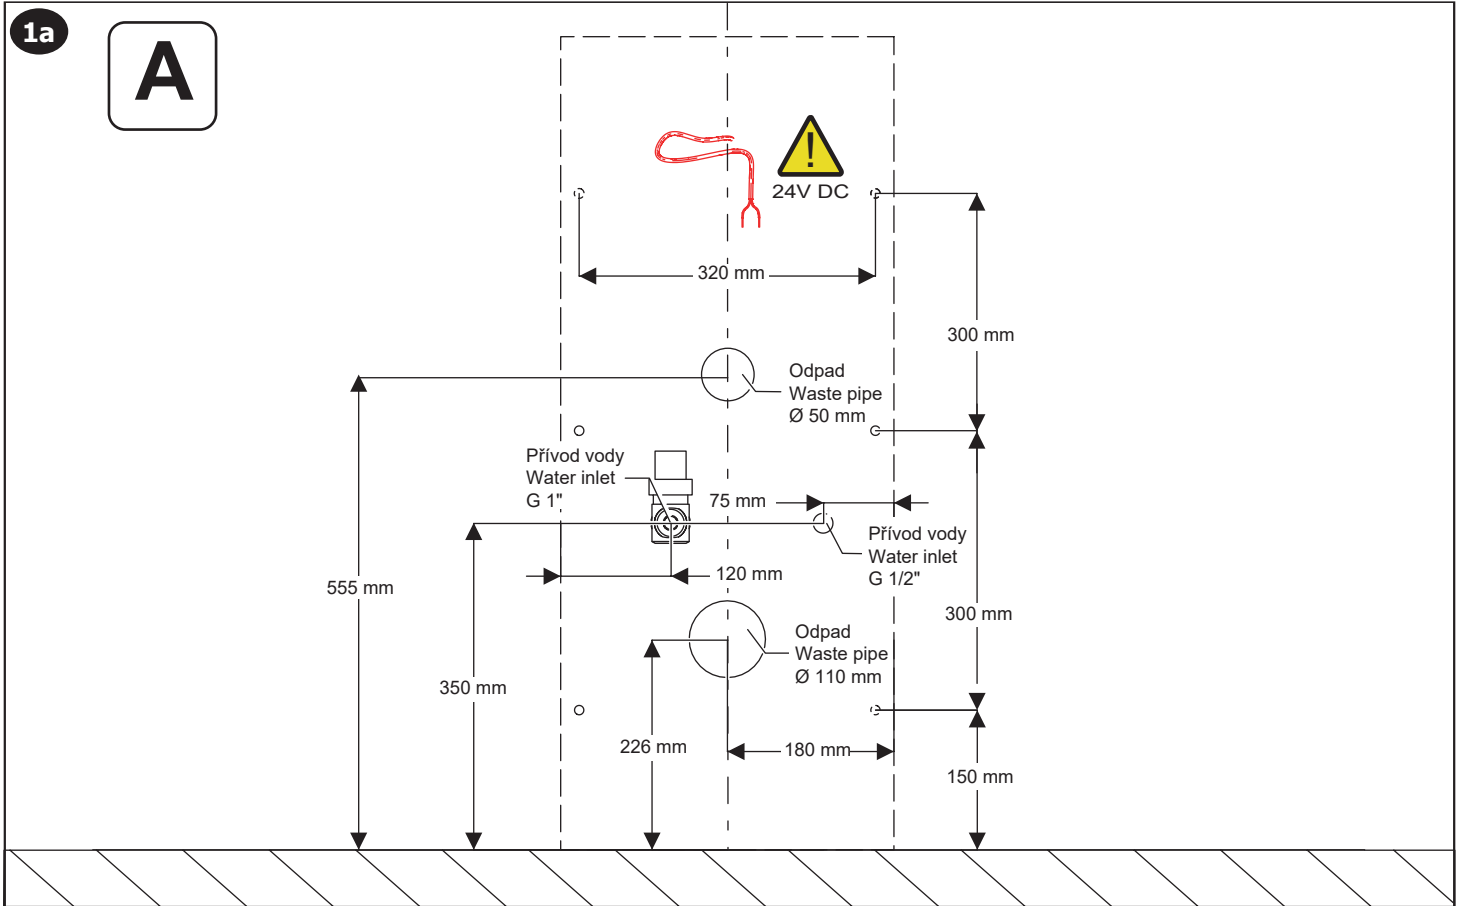 1a
A
24V DC
320 mm
300 mm
Odpad
Waste pipe
Ø 50 mm
Přívod vody
Water inlet
G 1"
75 mm
Přívod vody
Water inlet
G 1/2"
120 mm
555 mm
300 mm
Odpad
Waste pipe
Ø 110 mm
350 mm
226 mm
180 mm
150 mm